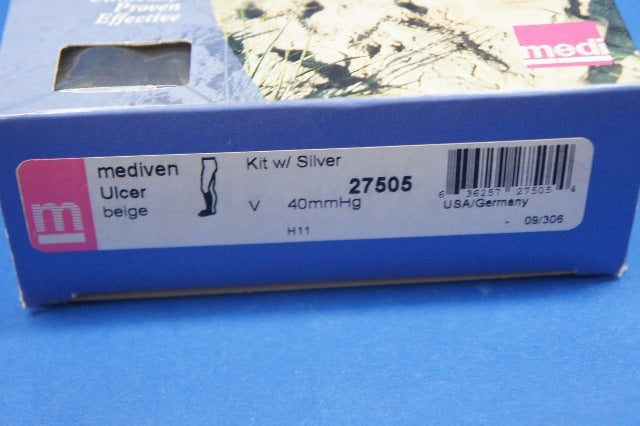 Proven
Effective
medi
mediven
Ulcer
beige
Kit w/ Silver
27505
V 40mmHg
H11
6 36257 27505 4
USA/Germany
- 09/306
m